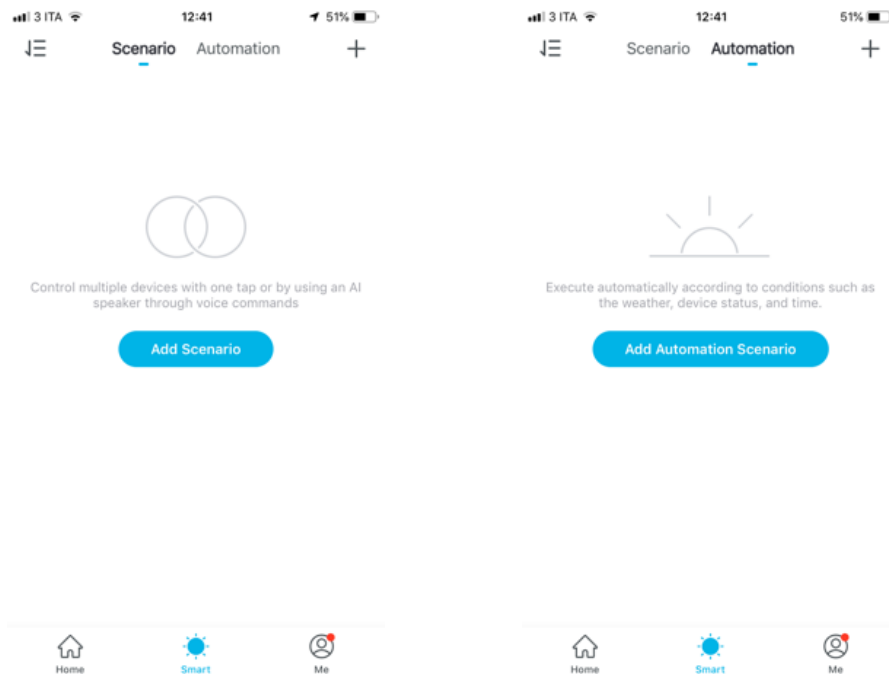 3 ITA 12:41 51%
Scenario Automation
Control multiple devices with one tap or by using an AI
speaker through voice commands
Add Scenario
Home Smart Me
3 ITA 12:41 51%
Scenario Automation
Execute automatically according to conditions such as
the weather, device status, and time.
Add Automation Scenario
Home Smart Me